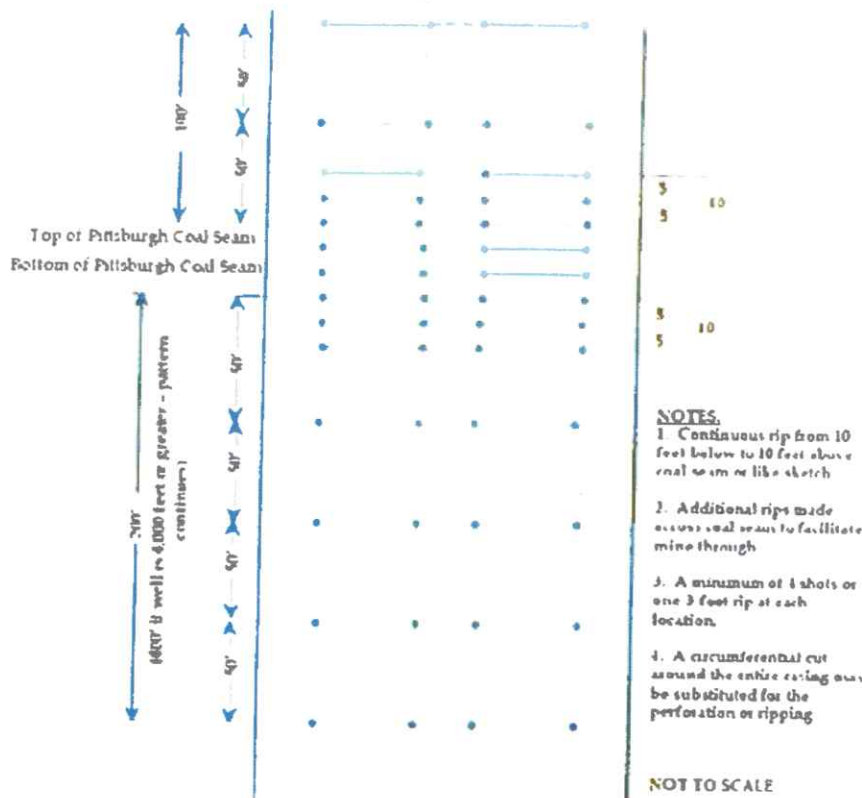 100'
50'
50'
Top of Pittsburgh Coal Seam
Bottom of Pittsburgh Coal Seam
5
10
5
5
10
5
200'
(400' if well is 4,000 feet or greater – pattern
continues)
50'
50'
50'
50'
NOTES.
1. Continuous rip from 10
feet below to 10 feet above
coal seam or like sketch
2. Additional rips made
across coal seam to facilitate
mine through
3. A minimum of 4 shots or
one 3 foot rip at each
location.
4. A circumferential cut
around the entire casing may
be substituted for the
perforation or ripping
NOT TO SCALE